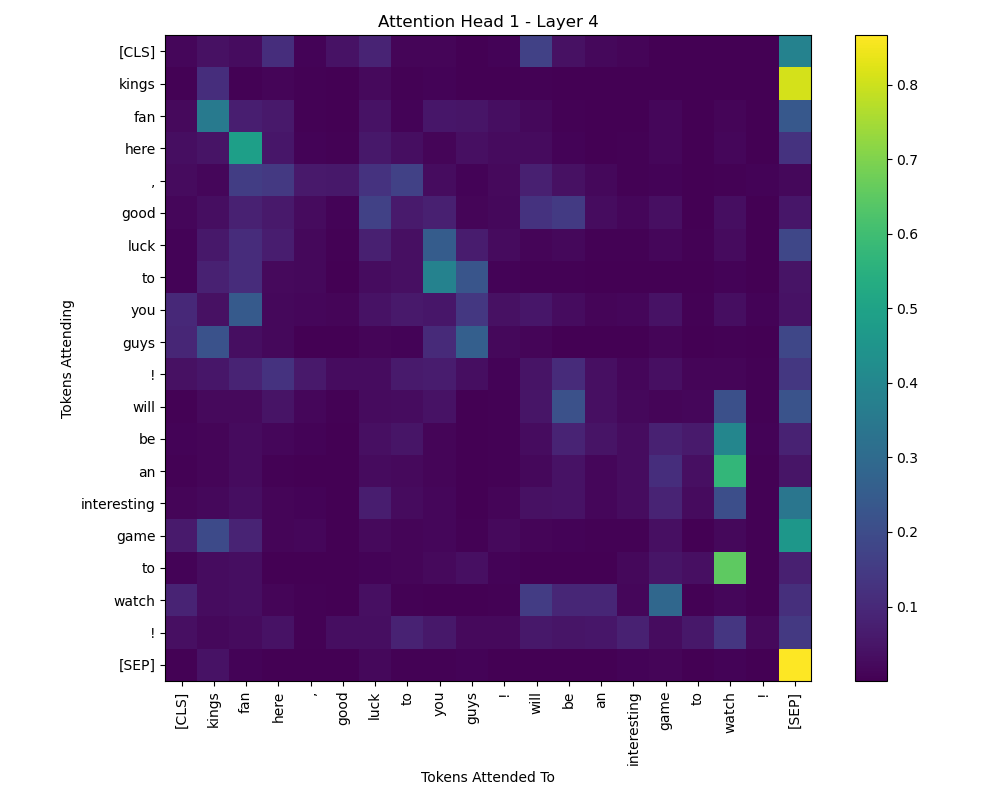 Attention Head 1 - Layer 4
Tokens Attending
[CLS]
kings
fan
here
,
good
luck
to
you
guys
!
will
be
an
interesting
game
to
watch
!
[SEP]
[CLS]
kings
fan
here
,
good
luck
to
you
guys
!
will
be
an
interesting
game
to
watch
!
[SEP]
Tokens Attended To
0.8
0.7
0.6
0.5
0.4
0.3
0.2
0.1